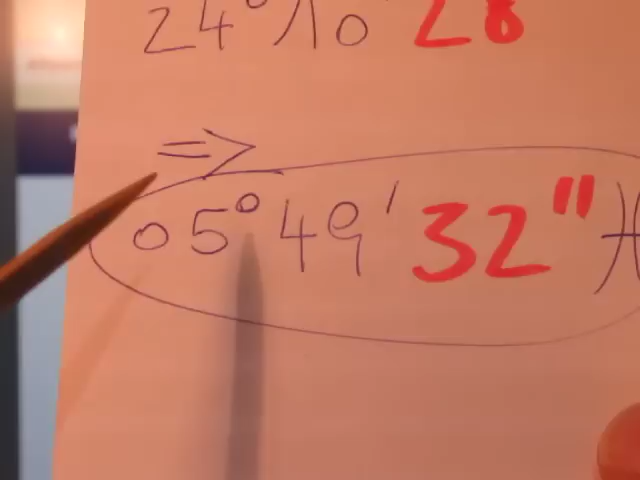 24° 10' 28
=>
05° 49' 32" ♓